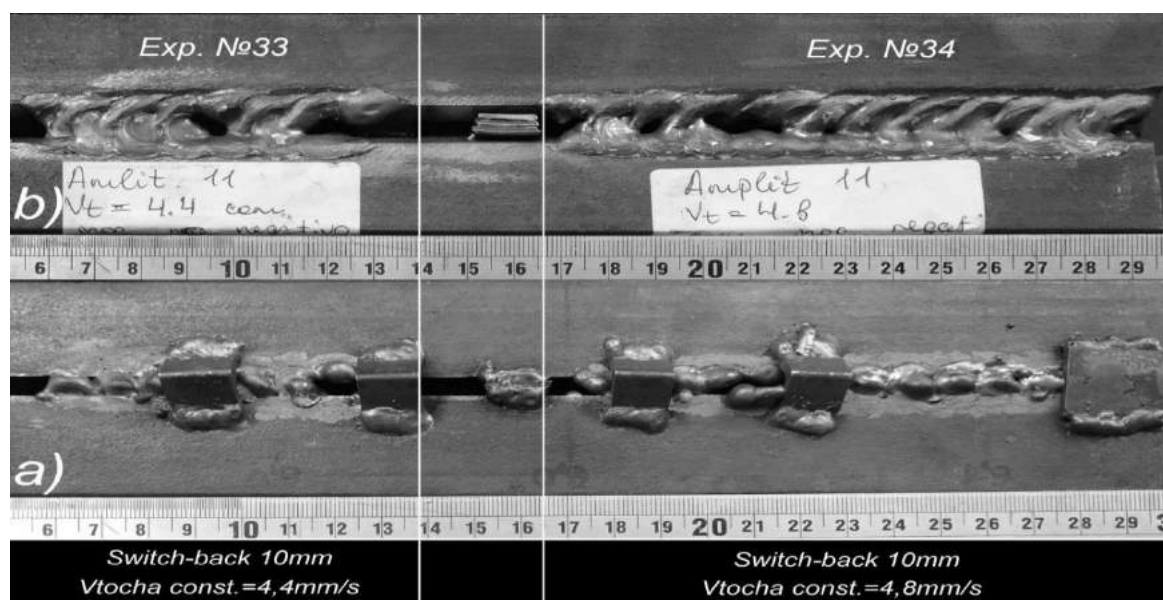 Exp. №33
Exp. №34
Amlit 11
Vt = 4.4 con.
negative
Amplit 11
Vt = 4.8
repeat
b)
6 7 8 9 10 11 12 13 14 15 16 17 18 19 20 21 22 23 24 25 26 27 28 29
a)
6 7 8 9 10 11 12 13 14 15 16 17 18 19 20 21 22 23 24 25 26 27 28 29 3
Switch-back 10mm
Vtocha const.=4,4mm/s
Switch-back 10mm
Vtocha const.=4,8mm/s